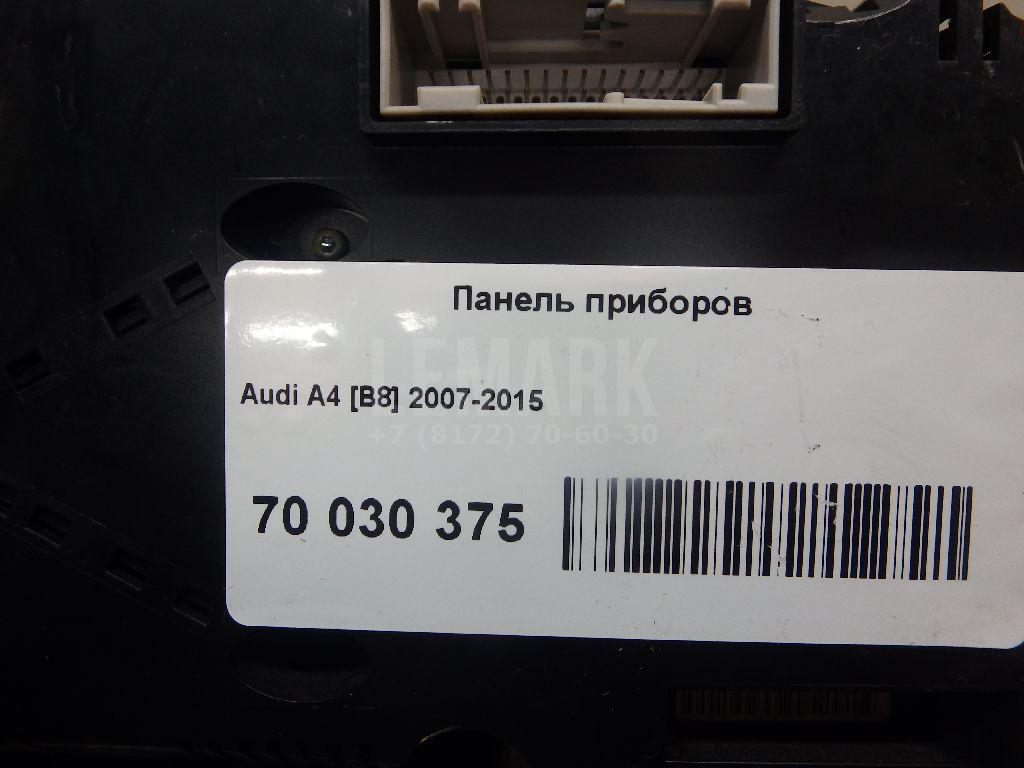 Панель приборов
LEMARK
Audi A4 [B8] 2007-2015
+7 (8172) 70-60-30
70 030 375